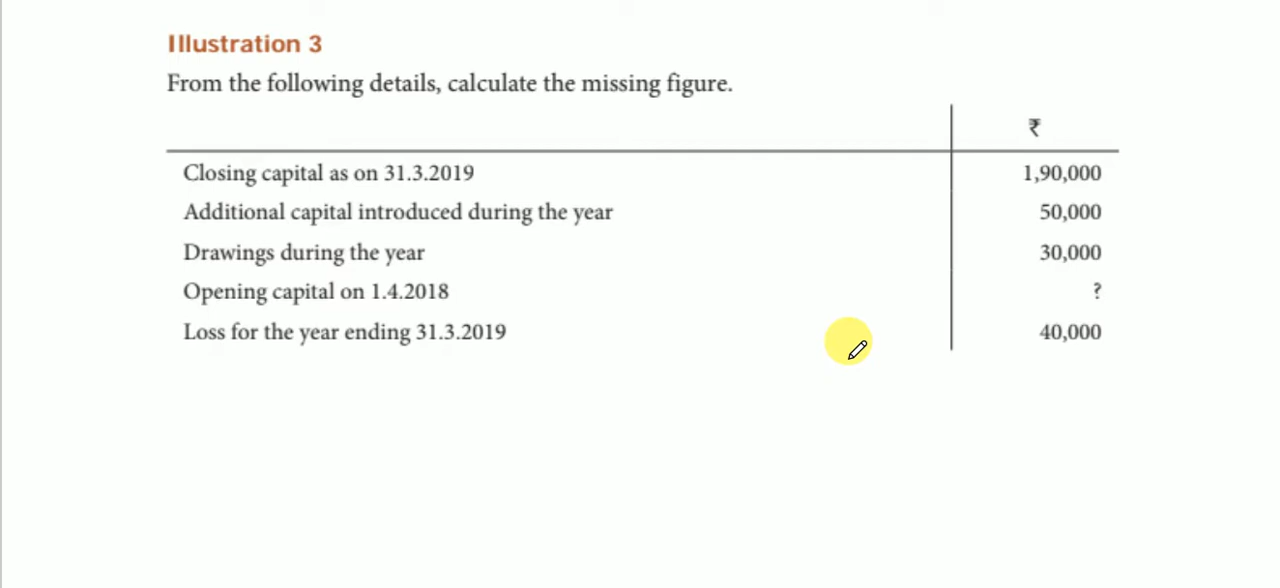 Illustration 3
From the following details, calculate the missing figure.
₹
Closing capital as on 31.3.2019 1,90,000
Additional capital introduced during the year 50,000
Drawings during the year 30,000
Opening capital on 1.4.2018 ?
Loss for the year ending 31.3.2019 40,000